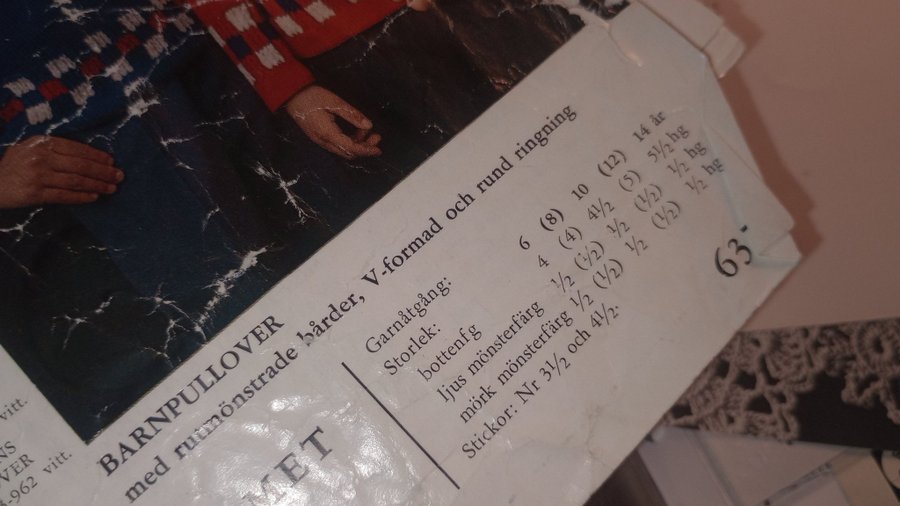 BARNPULLOVER
med rutmönstrade bårder, V-formad och rund ringning
Garnåtgång:
Storlek: 6 (8) 10 (12) 14 år
bottenfg 4 (4) 4½ (5) 5½ hg
ljus mönsterfärg ½ (½) ½ (½) ½ hg
mörk mönsterfärg ½ (½) ½ (½) ½ hg
Stickor: Nr 3½ och 4½.
63
vitt.
VER
-962 vitt.